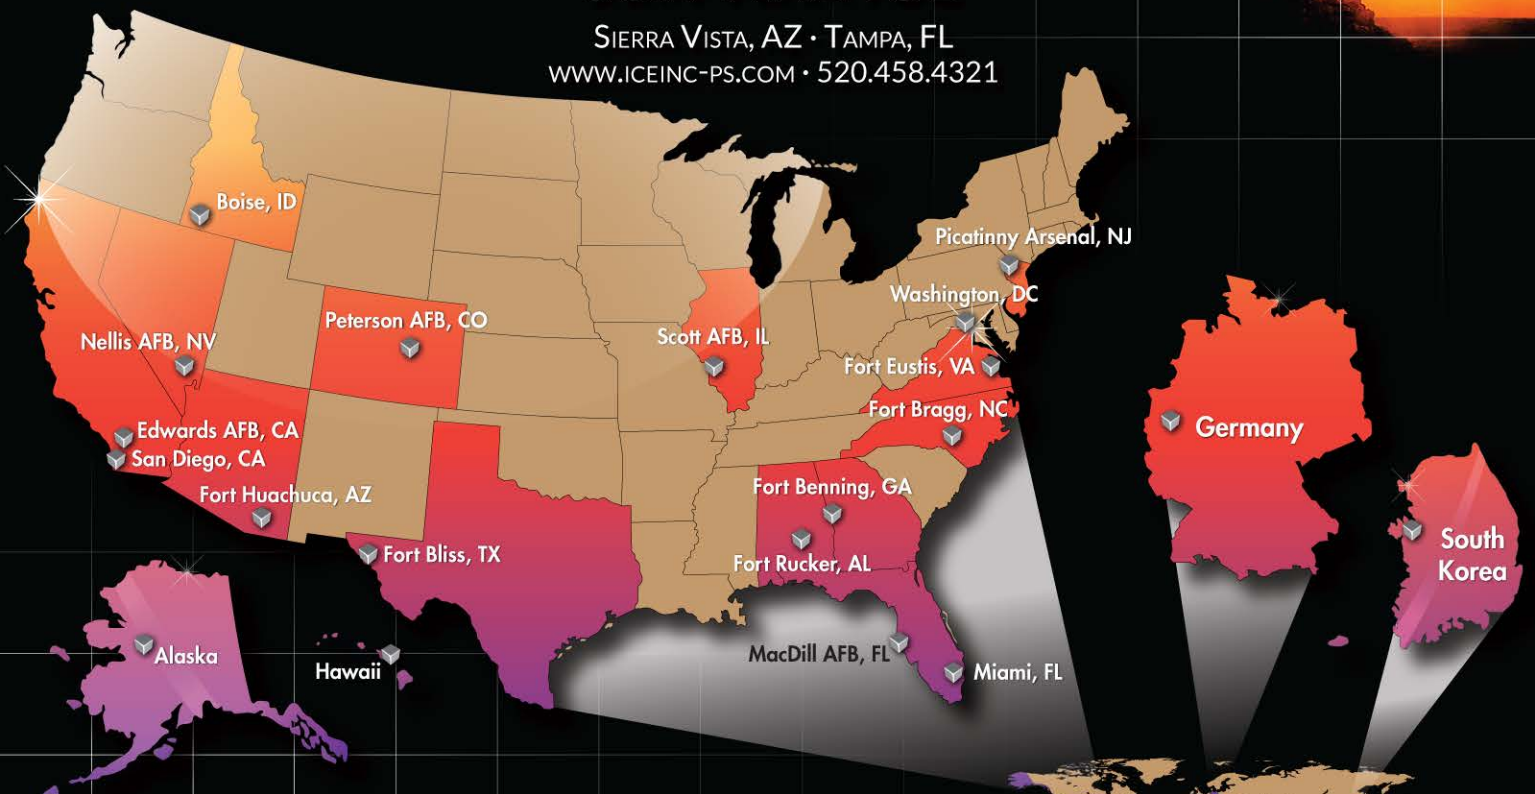 SIERRA VISTA, AZ • TAMPA, FL
WWW.ICEINC-PS.COM • 520.458.4321
Boise, ID
Picatinny Arsenal, NJ
Washington, DC
Peterson AFB, CO
Nellis AFB, NV
Scott AFB, IL
Fort Eustis, VA
Fort Bragg, NC
Germany
Edwards AFB, CA
San Diego, CA
Fort Huachuca, AZ
Fort Benning, GA
South
Korea
Fort Bliss, TX
Fort Rucker, AL
Alaska
Hawaii
MacDill AFB, FL
Miami, FL